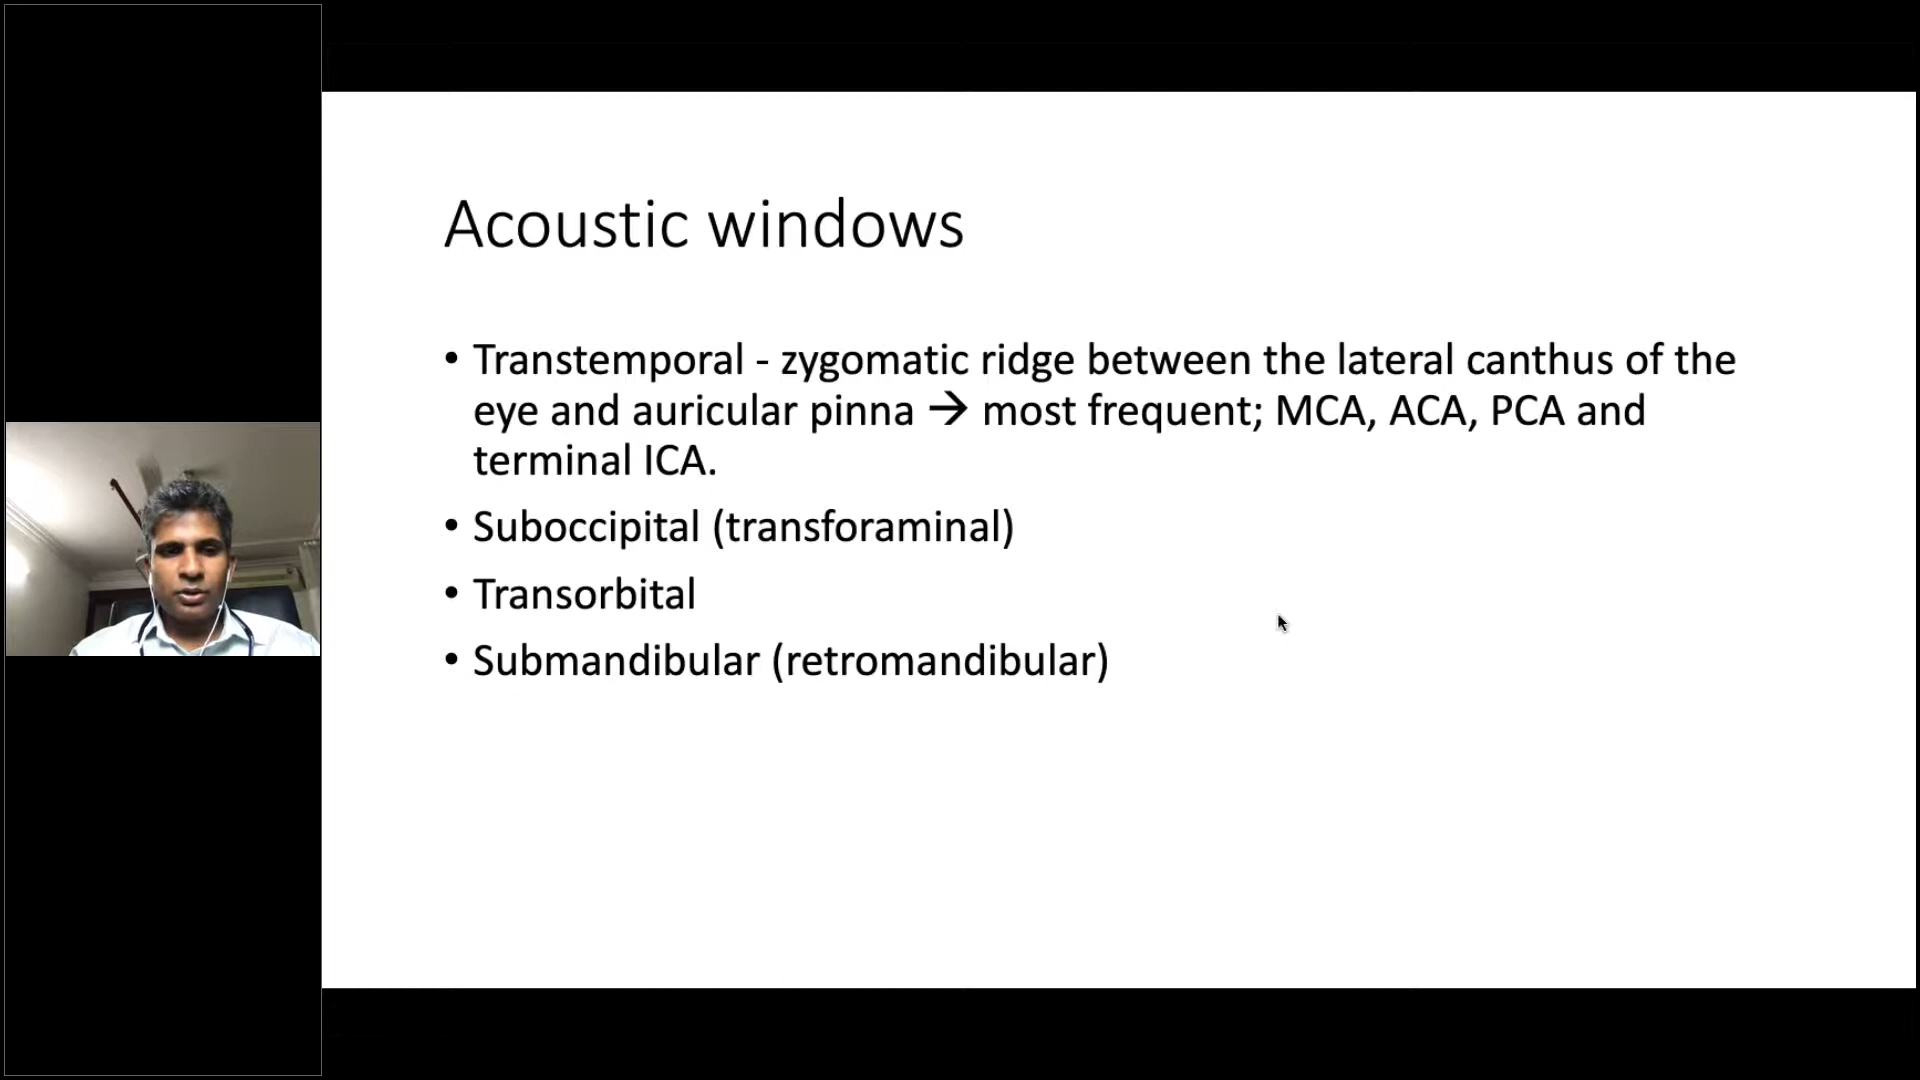 Acoustic windows
• Transtemporal - zygomatic ridge between the lateral canthus of the
eye and auricular pinna → most frequent; MCA, ACA, PCA and
terminal ICA.
• Suboccipital (transforaminal)
• Transorbital
• Submandibular (retromandibular)